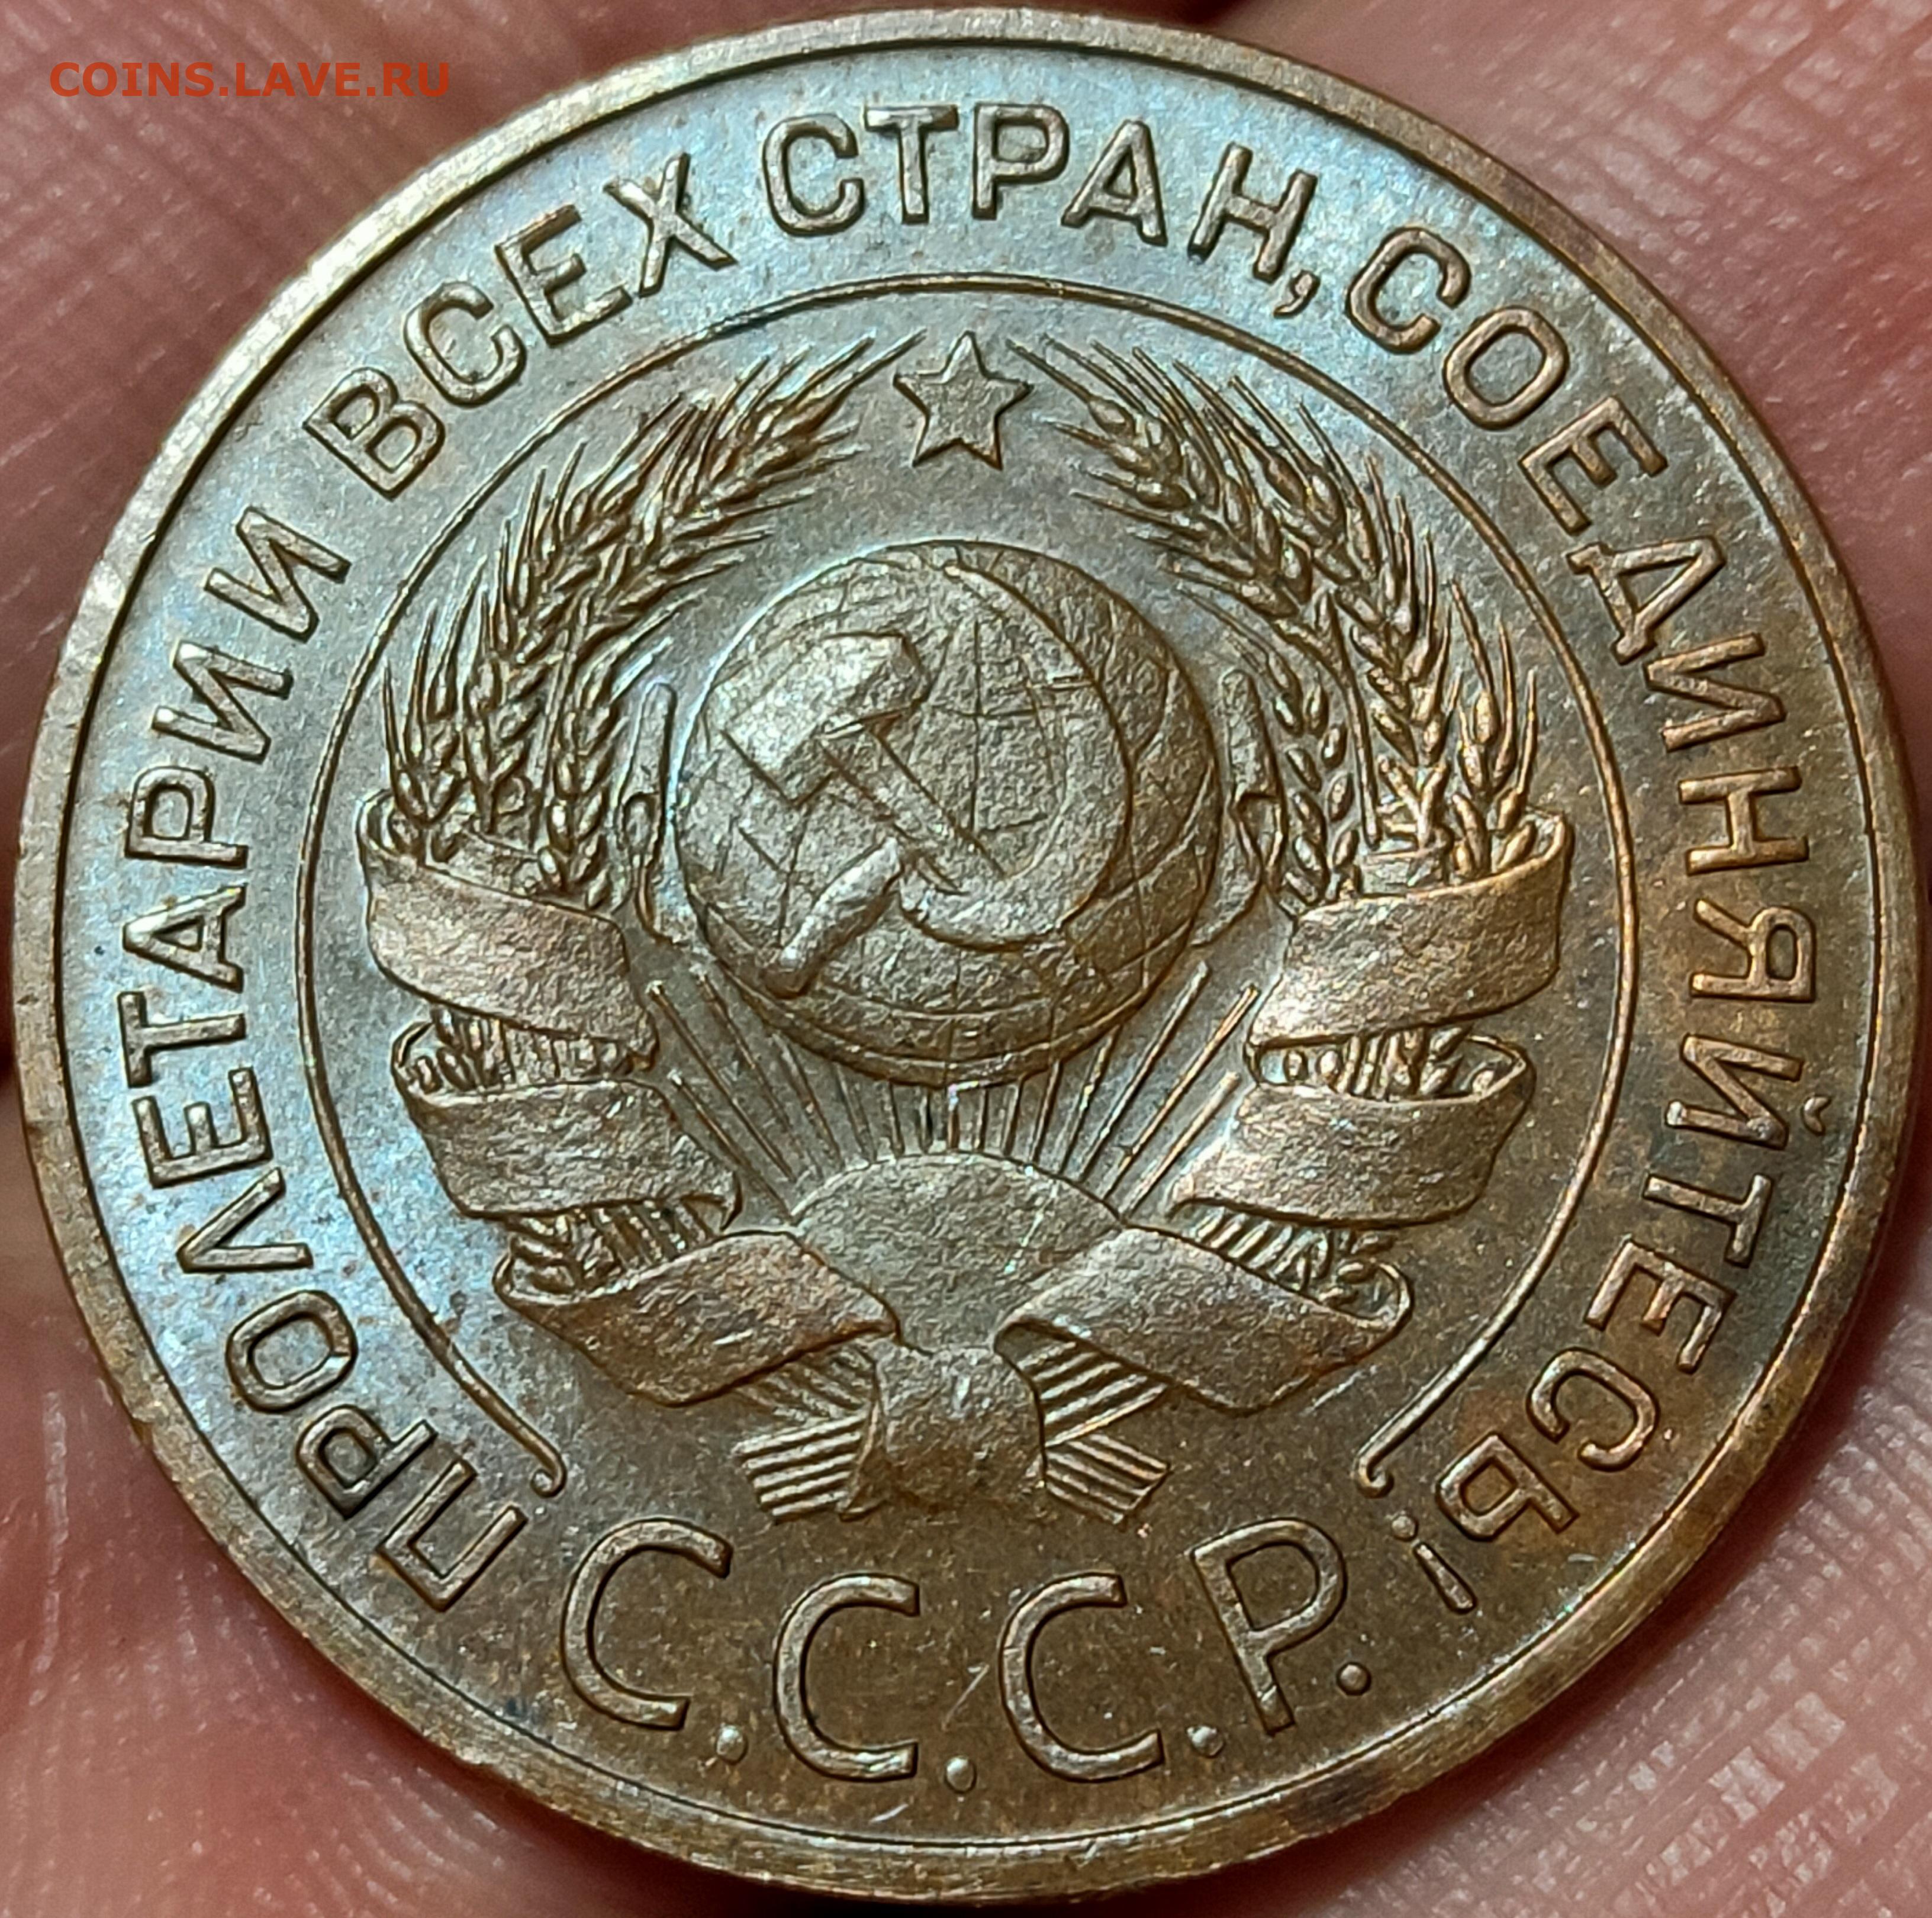 COINS.LAVE.RU
ПРОЛЕТАРИИ ВСЕХ СТРАН, СОЕДИНЯЙТЕСЬ!
С.С.С.Р.